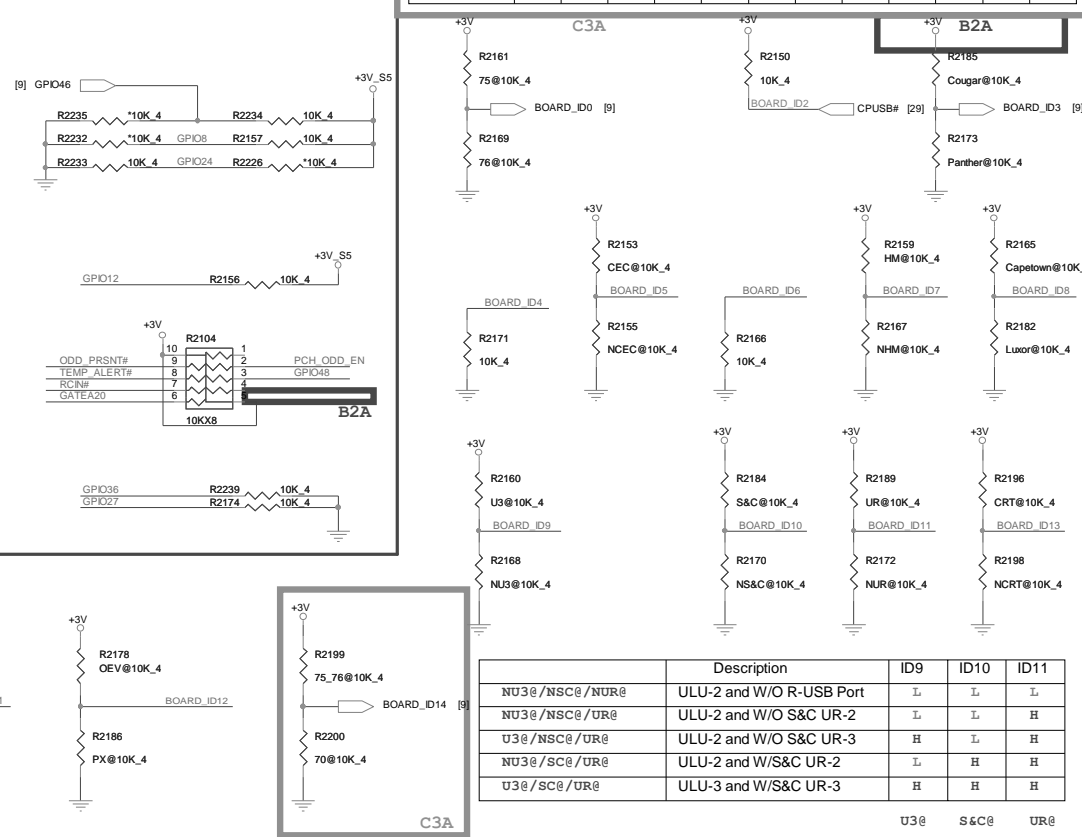 C3A
+3V
R2161
75@10K_4
BOARD_ID0 [9]
R2169
76@10K_4
+3V
R2150
10K_4
BOARD_ID2
CPUSB# [29]
+3V
B2A
R2185
Cougar@10K_4
BOARD_ID3 [9]
R2173
Panther@10K_4
[9] GPIO46
+3V_S5
R2235 *10K_4 R2234 10K_4
R2232 *10K_4 GPIO8 R2157 10K_4
R2233 10K_4 GPIO24 R2226 *10K_4
+3V_S5
GPIO12 R2156 10K_4
+3V
R2104
10 1
ODD_PRSNT# 9 2 PCH_ODD_EN
TEMP_ALERT# 8 3 GPIO48
RCIN# 7 4
GATEA20 6 5
10KX8
B2A
GPIO36 R2239 10K_4
GPIO27 R2174 10K_4
BOARD_ID4
R2171
10K_4
+3V
R2153
CEC@10K_4
BOARD_ID5
R2155
NCEC@10K_4
BOARD_ID6
R2166
10K_4
+3V
R2159
HM@10K_4
BOARD_ID7
R2167
NHM@10K_4
+3V
R2165
Capetown@10K_
BOARD_ID8
R2182
Luxor@10K_4
+3V
R2160
U3@10K_4
BOARD_ID9
R2168
NU3@10K_4
+3V
R2184
S&C@10K_4
BOARD_ID10
R2170
NS&C@10K_4
+3V
R2189
UR@10K_4
BOARD_ID11
R2172
NUR@10K_4
+3V
R2196
CRT@10K_4
BOARD_ID13
R2198
NCRT@10K_4
1
+3V
R2178
OEV@10K_4
BOARD_ID12
R2186
PX@10K_4
+3V
R2199
75_76@10K_4
BOARD_ID14 [9]
R2200
70@10K_4
C3A
Description ID9 ID10 ID11
NU3@/NSC@/NUR@ ULU-2 and W/O R-USB Port L L L
NU3@/NSC@/UR@ ULU-2 and W/O S&C UR-2 L L H
U3@/NSC@/UR@ ULU-2 and W/O S&C UR-3 H L H
NU3@/SC@/UR@ ULU-2 and W/S&C UR-2 L H H
U3@/SC@/UR@ ULU-3 and W/S&C UR-3 H H H
U3@ S&C@ UR@